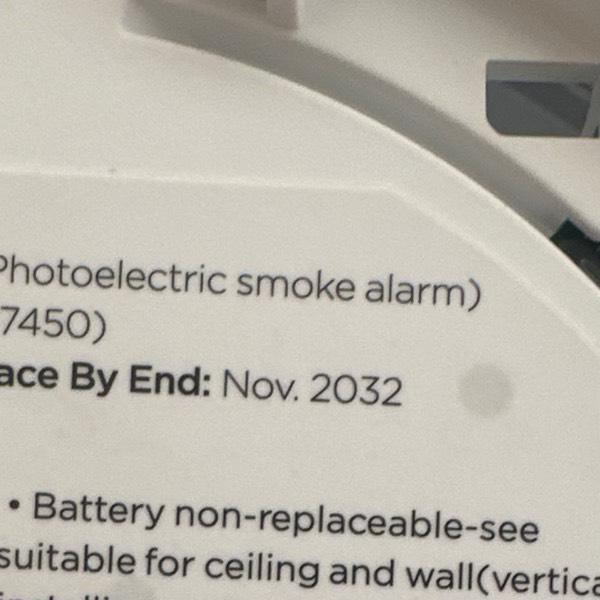 Photoelectric smoke alarm)
7450)
ace By End: Nov. 2032
• Battery non-replaceable-see
suitable for ceiling and wall(vertica